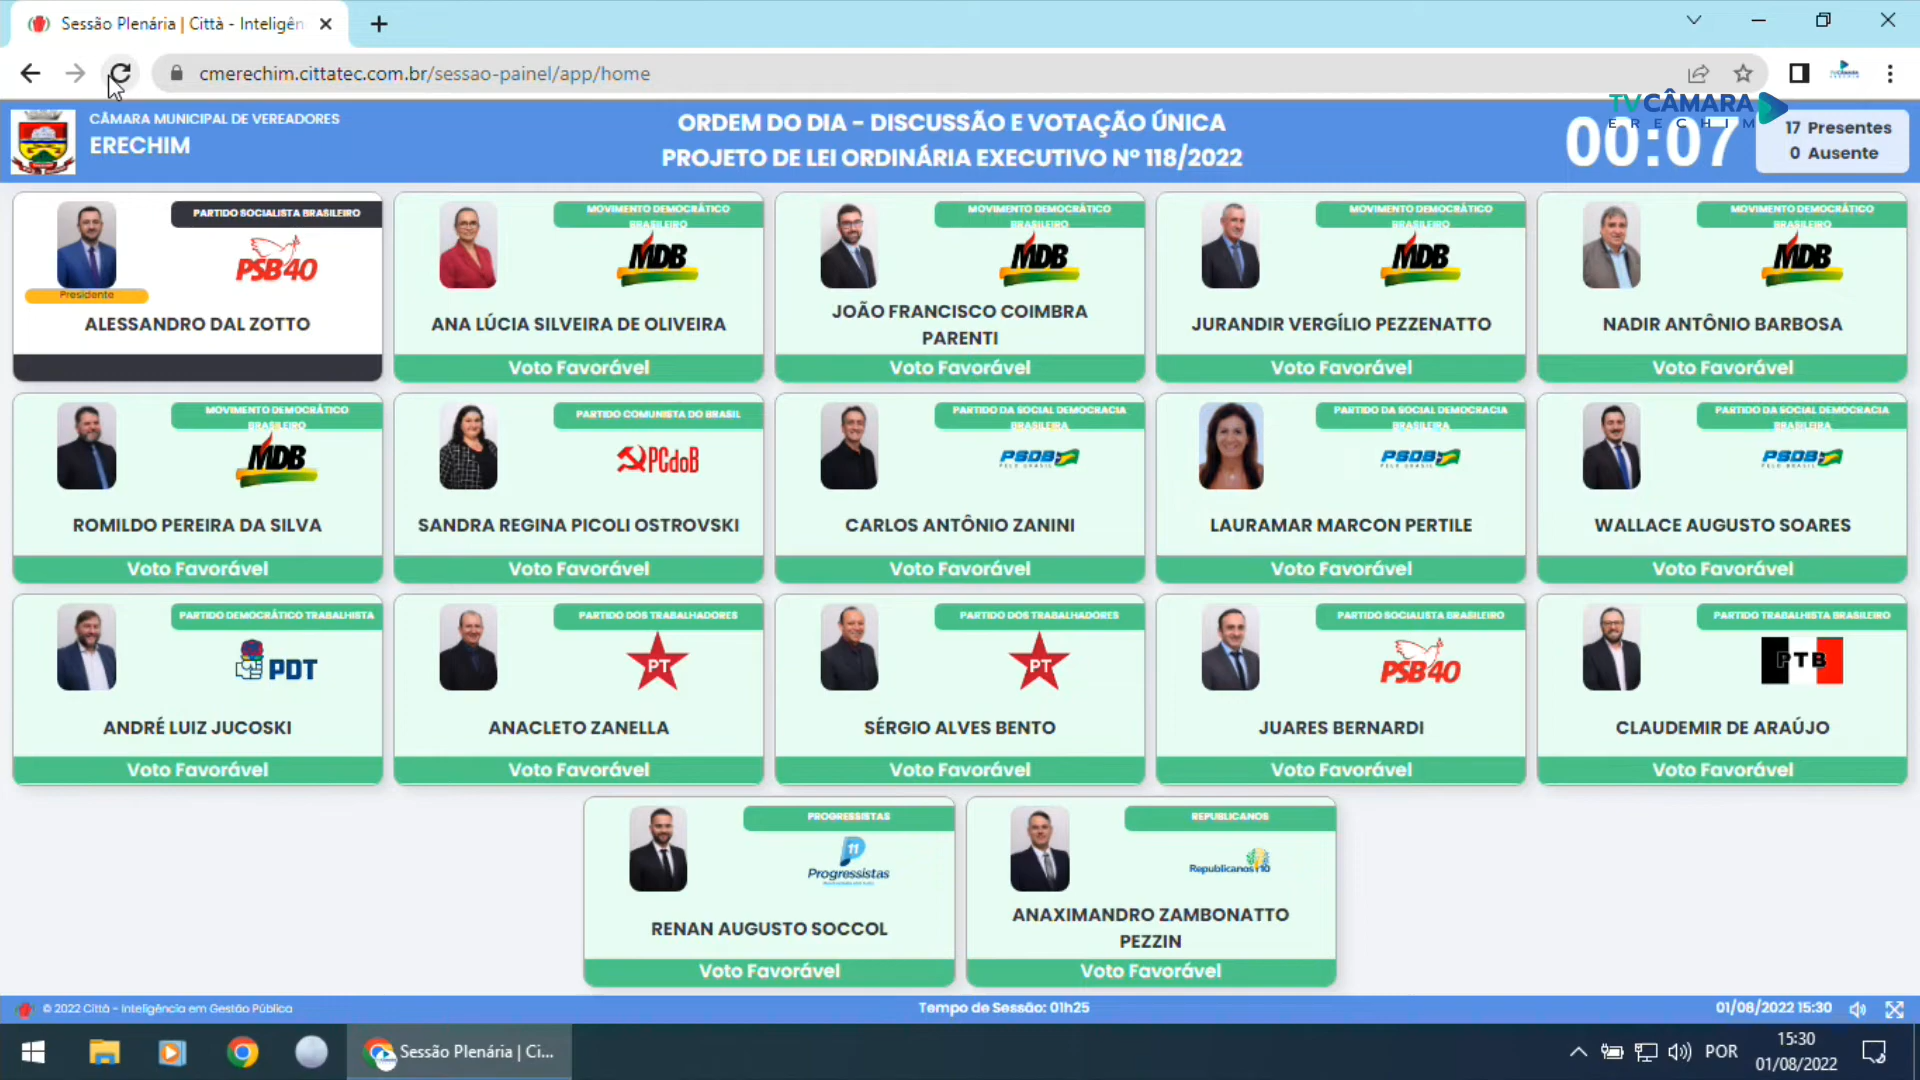 Sessão Plenária | Città - Inteligên
cmerechim.cittatec.com.br/sessao-painel/app/home
TV CÂMARA
ERECHIM
CÂMARA MUNICIPAL DE VEREADORES
ERECHIM
ORDEM DO DIA - DISCUSSÃO E VOTAÇÃO ÚNICA
PROJETO DE LEI ORDINÁRIA EXECUTIVO Nº 118/2022
00:07
17 Presentes
0 Ausente
PARTIDO SOCIALISTA BRASILEIRO
PSB40
Presidente
ALESSANDRO DAL ZOTTO
MOVIMENTO DEMOCRÁTICO
BRASILEIRO
MDB
ANA LÚCIA SILVEIRA DE OLIVEIRA
Voto Favorável
MOVIMENTO DEMOCRÁTICO
BRASILEIRO
MDB
JOÃO FRANCISCO COIMBRA
PARENTI
Voto Favorável
MOVIMENTO DEMOCRÁTICO
BRASILEIRO
MDB
JURANDIR VERGÍLIO PEZZENATTO
Voto Favorável
MOVIMENTO DEMOCRÁTICO
BRASILEIRO
MDB
NADIR ANTÔNIO BARBOSA
Voto Favorável
MOVIMENTO DEMOCRÁTICO
BRASILEIRO
MDB
ROMILDO PEREIRA DA SILVA
Voto Favorável
PARTIDO COMUNISTA DO BRASIL
PCdoB
SANDRA REGINA PICOLI OSTROVSKI
Voto Favorável
PARTIDO DA SOCIAL DEMOCRACIA
BRASILEIRA
PSDB
PELO BRASIL
CARLOS ANTÔNIO ZANINI
Voto Favorável
PARTIDO DA SOCIAL DEMOCRACIA
BRASILEIRA
PSDB
PELO BRASIL
LAURAMAR MARCON PERTILE
Voto Favorável
PARTIDO DA SOCIAL DEMOCRACIA
BRASILEIRA
PSDB
PELO BRASIL
WALLACE AUGUSTO SOARES
Voto Favorável
PARTIDO DEMOCRÁTICO TRABALHISTA
PDT
ANDRÉ LUIZ JUCOSKI
Voto Favorável
PARTIDO DOS TRABALHADORES
PT
ANACLETO ZANELLA
Voto Favorável
PARTIDO DOS TRABALHADORES
PT
SÉRGIO ALVES BENTO
Voto Favorável
PARTIDO SOCIALISTA BRASILEIRO
PSB40
JUARES BERNARDI
Voto Favorável
PARTIDO TRABALHISTA BRASILEIRO
PTB
CLAUDEMIR DE ARAÚJO
Voto Favorável
PROGRESSISTAS
11
Progressistas
RENAN AUGUSTO SOCCOL
Voto Favorável
REPUBLICANOS
Republicanos 10
ANAXIMANDRO ZAMBONATTO
PEZZIN
Voto Favorável
© 2022 Città - Inteligência em Gestão Pública
Tempo de Sessão: 01h25
01/08/2022 15:30
Sessão Plenária | Ci...
POR
15:30
01/08/2022